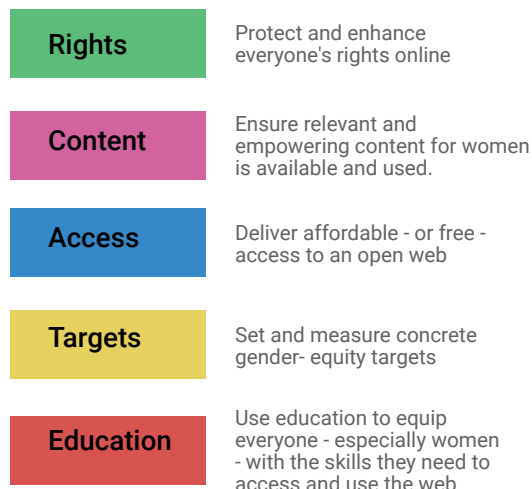 Rights
Protect and enhance
everyone's rights online
Content
Ensure relevant and
empowering content for women
is available and used.
Access
Deliver affordable - or free -
access to an open web
Targets
Set and measure concrete
gender- equity targets
Education
Use education to equip
everyone - especially women
- with the skills they need to
access and use the web